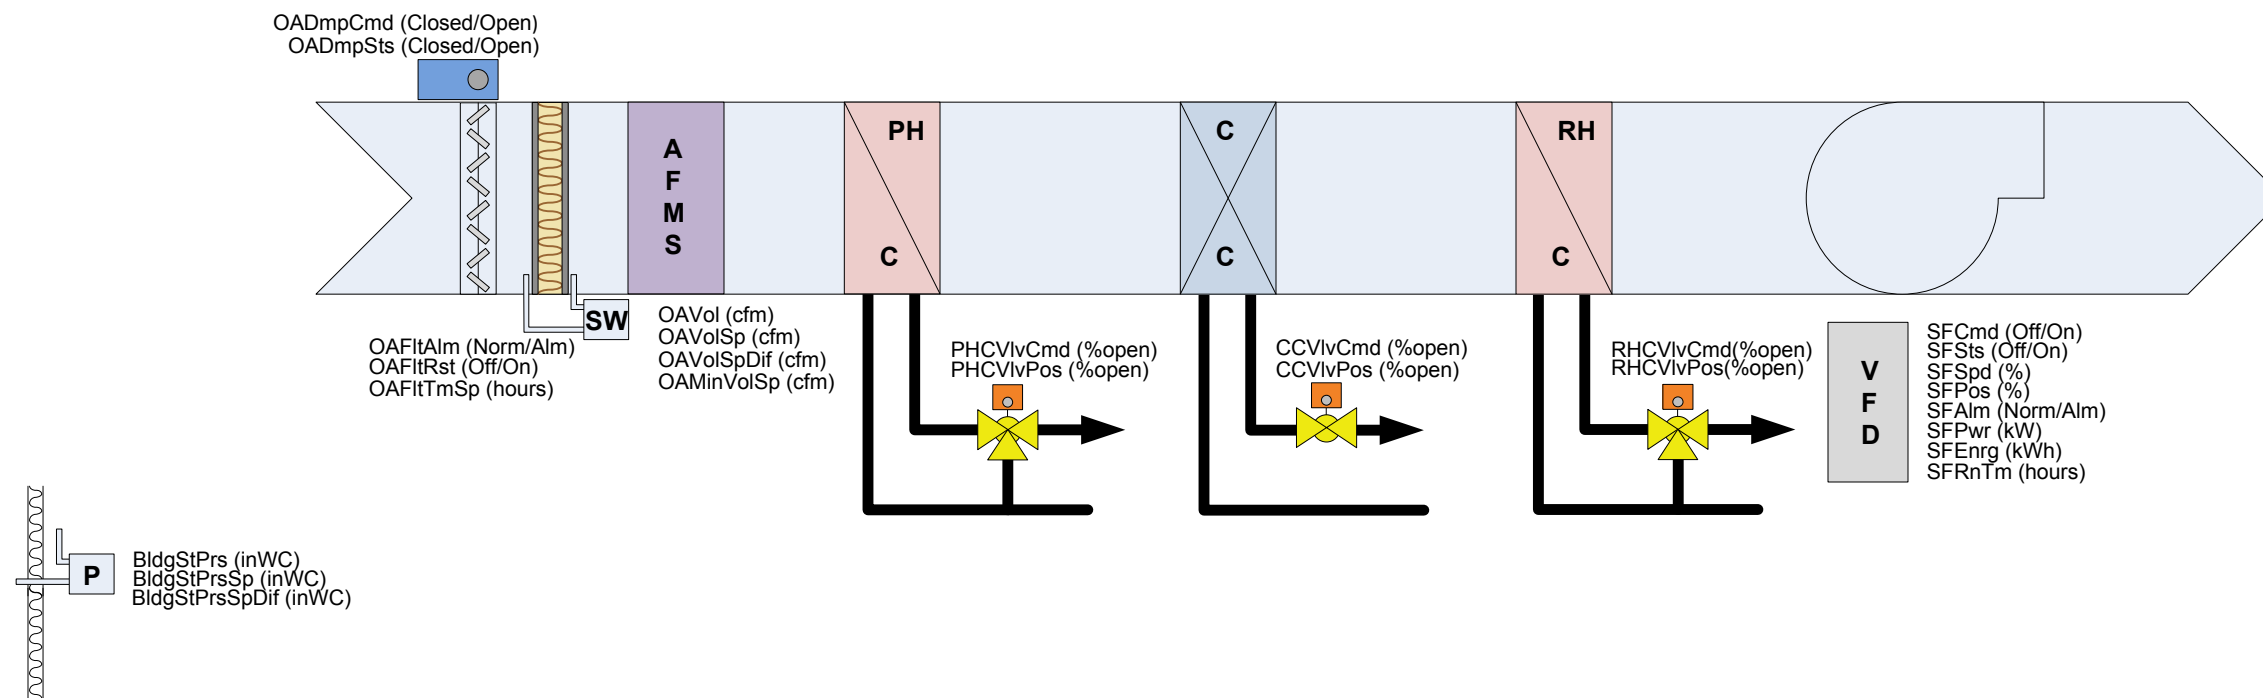 OADmpCmd (Closed/Open)
OADmpSts (Closed/Open)
A
F
M
S
PH
C
C
C
RH
C
SW
OAFltAlm (Norm/Alm)
OAFltRst (Off/On)
OAFltTmSp (hours)
OAVol (cfm)
OAVolSp (cfm)
OAVolSpDif (cfm)
OAMinVolSp (cfm)
PHCVlvCmd (%open)
PHCVlvPos (%open)
CCVlvCmd (%open)
CCVlvPos (%open)
RHCVlvCmd(%open)
RHCVlvPos(%open)
V
F
D
SFCmd (Off/On)
SFSts (Off/On)
SFSpd (%)
SFPos (%)
SFAlm (Norm/Alm)
SFPwr (kW)
SFEnrg (kWh)
SFRnTm (hours)
P
BldgStPrs (inWC)
BldgStPrsSp (inWC)
BldgStPrsSpDif (inWC)